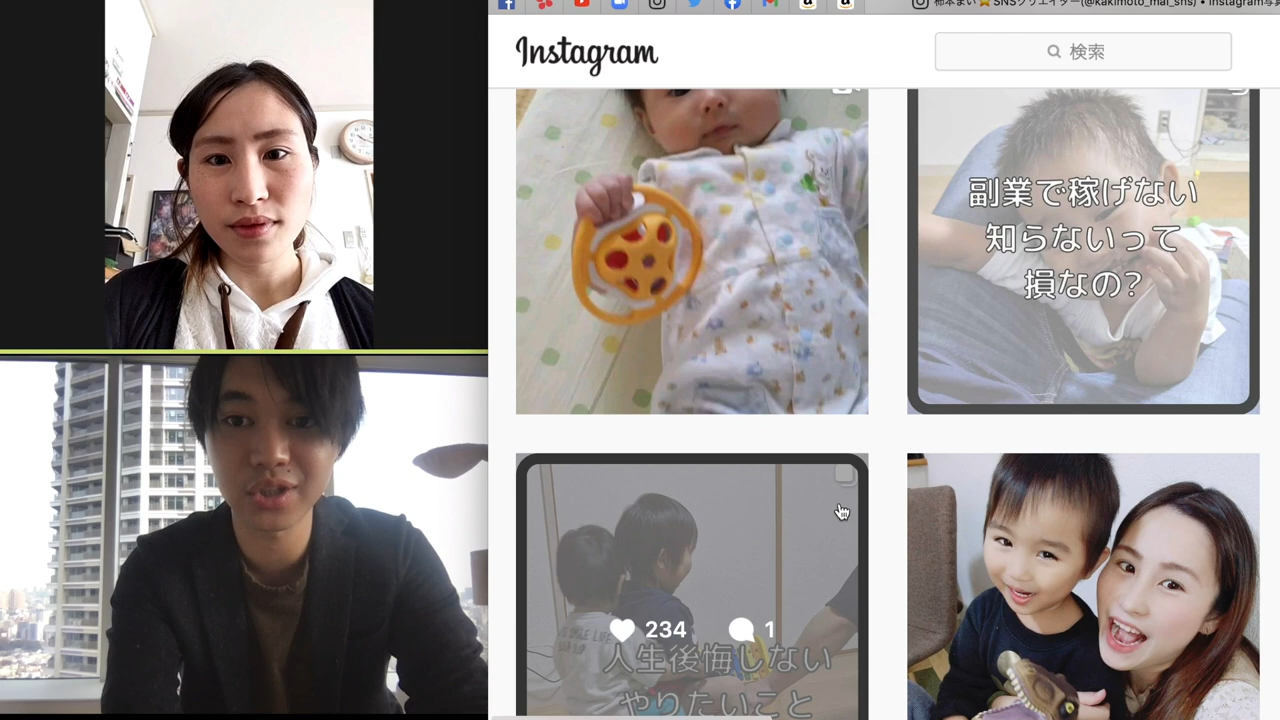 柿本まい⭐SNSクリエイター(@kakimoto_mai_sns) • Instagram写真
Instagram
検索
副業で稼げない
知らないって
損なの?
234
1
人生後悔しない
やりたいこと